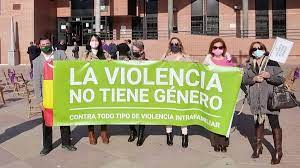 LA VIOLENCIA
NO TIENE GÉNERO
CONTRA TODO TIPO DE VIOLENCIA INTRAFAMILIAR